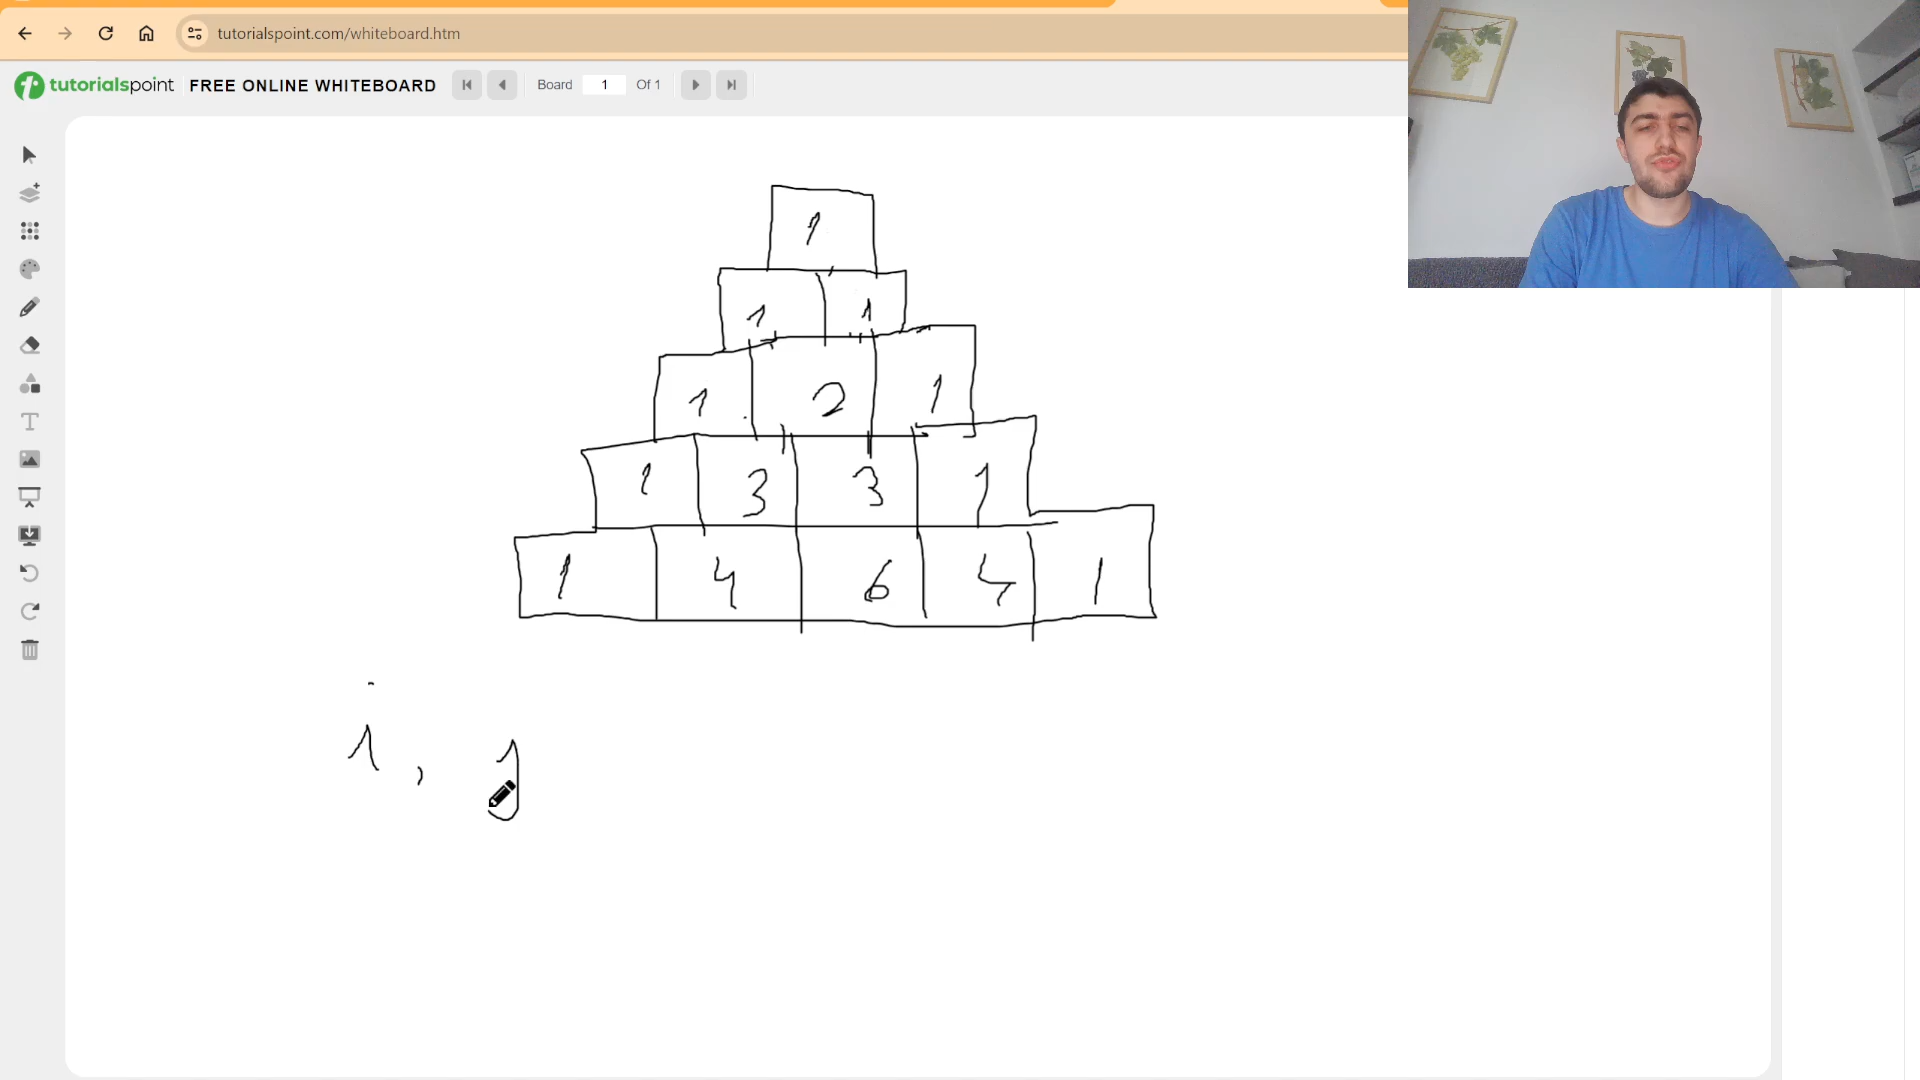 tutorialspoint.com/whiteboard.htm
tutorialspoint FREE ONLINE WHITEBOARD Board 1 Of 1
1
1 1
1 2 1
1 3 3 1
1 4 6 4 1
i, j